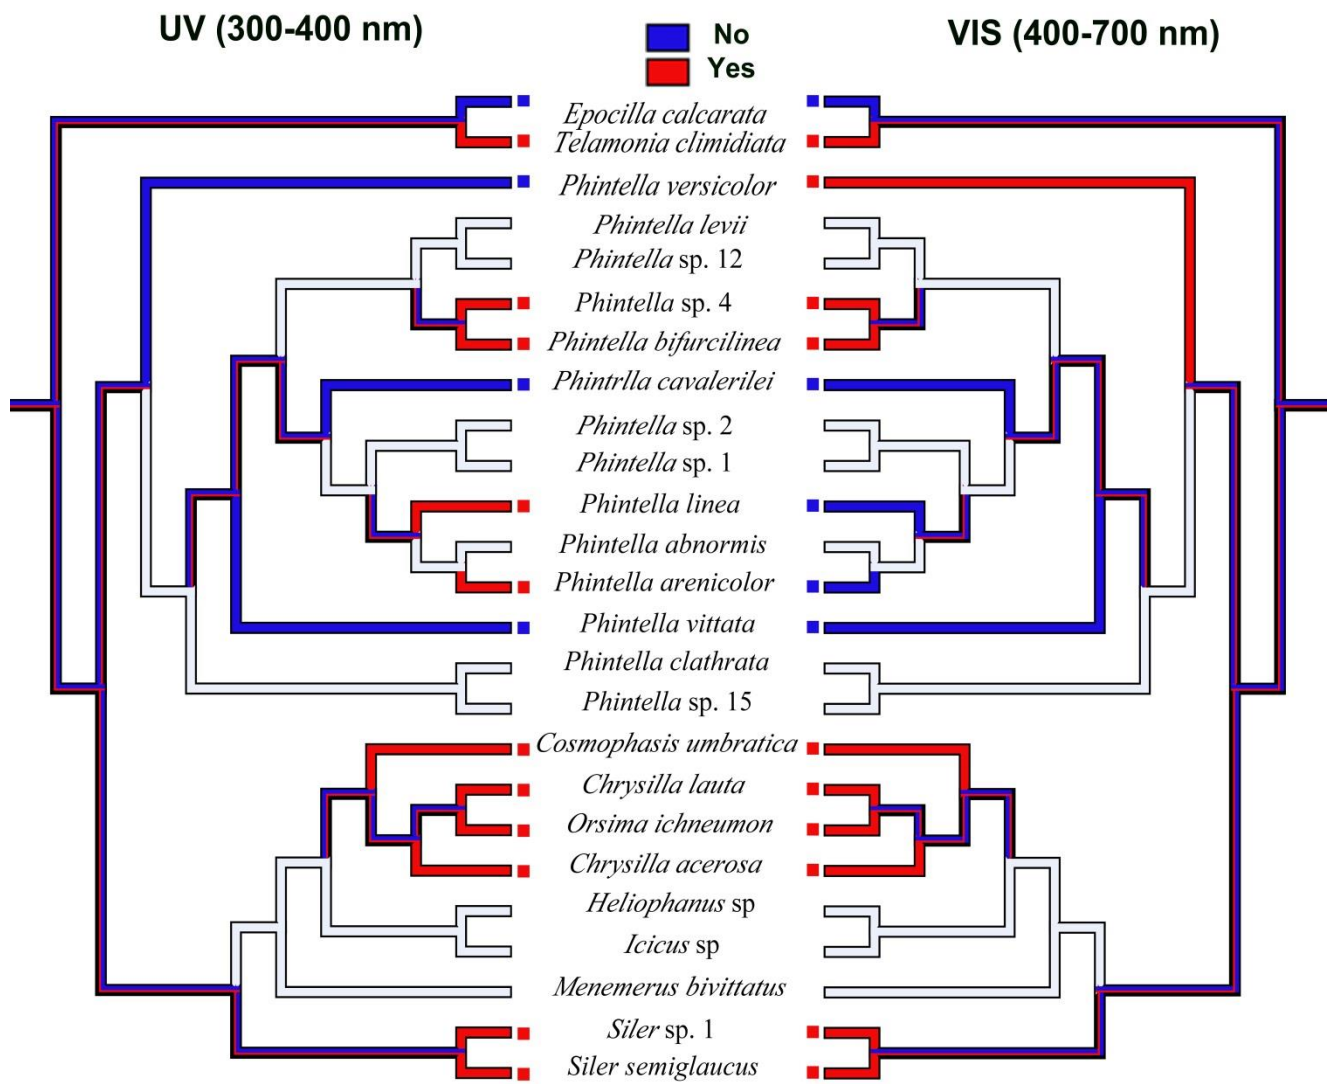 UV (300-400 nm)
No
Yes
VIS (400-700 nm)
Epocilla calcarata
Telamonia climidiata
Phintella versicolor
Phintella levii
Phintella sp. 12
Phintella sp. 4
Phintella bifurcilinea
Phintrlla cavalerilei
Phintella sp. 2
Phintella sp. 1
Phintella linea
Phintella abnormis
Phintella arenicolor
Phintella vittata
Phintella clathrata
Phintella sp. 15
Cosmophasis umbratica
Chrysilla lauta
Orsima ichneumon
Chrysilla acerosa
Heliophanus sp
Icicus sp
Menemerus bivittatus
Siler sp. 1
Siler semiglaucus